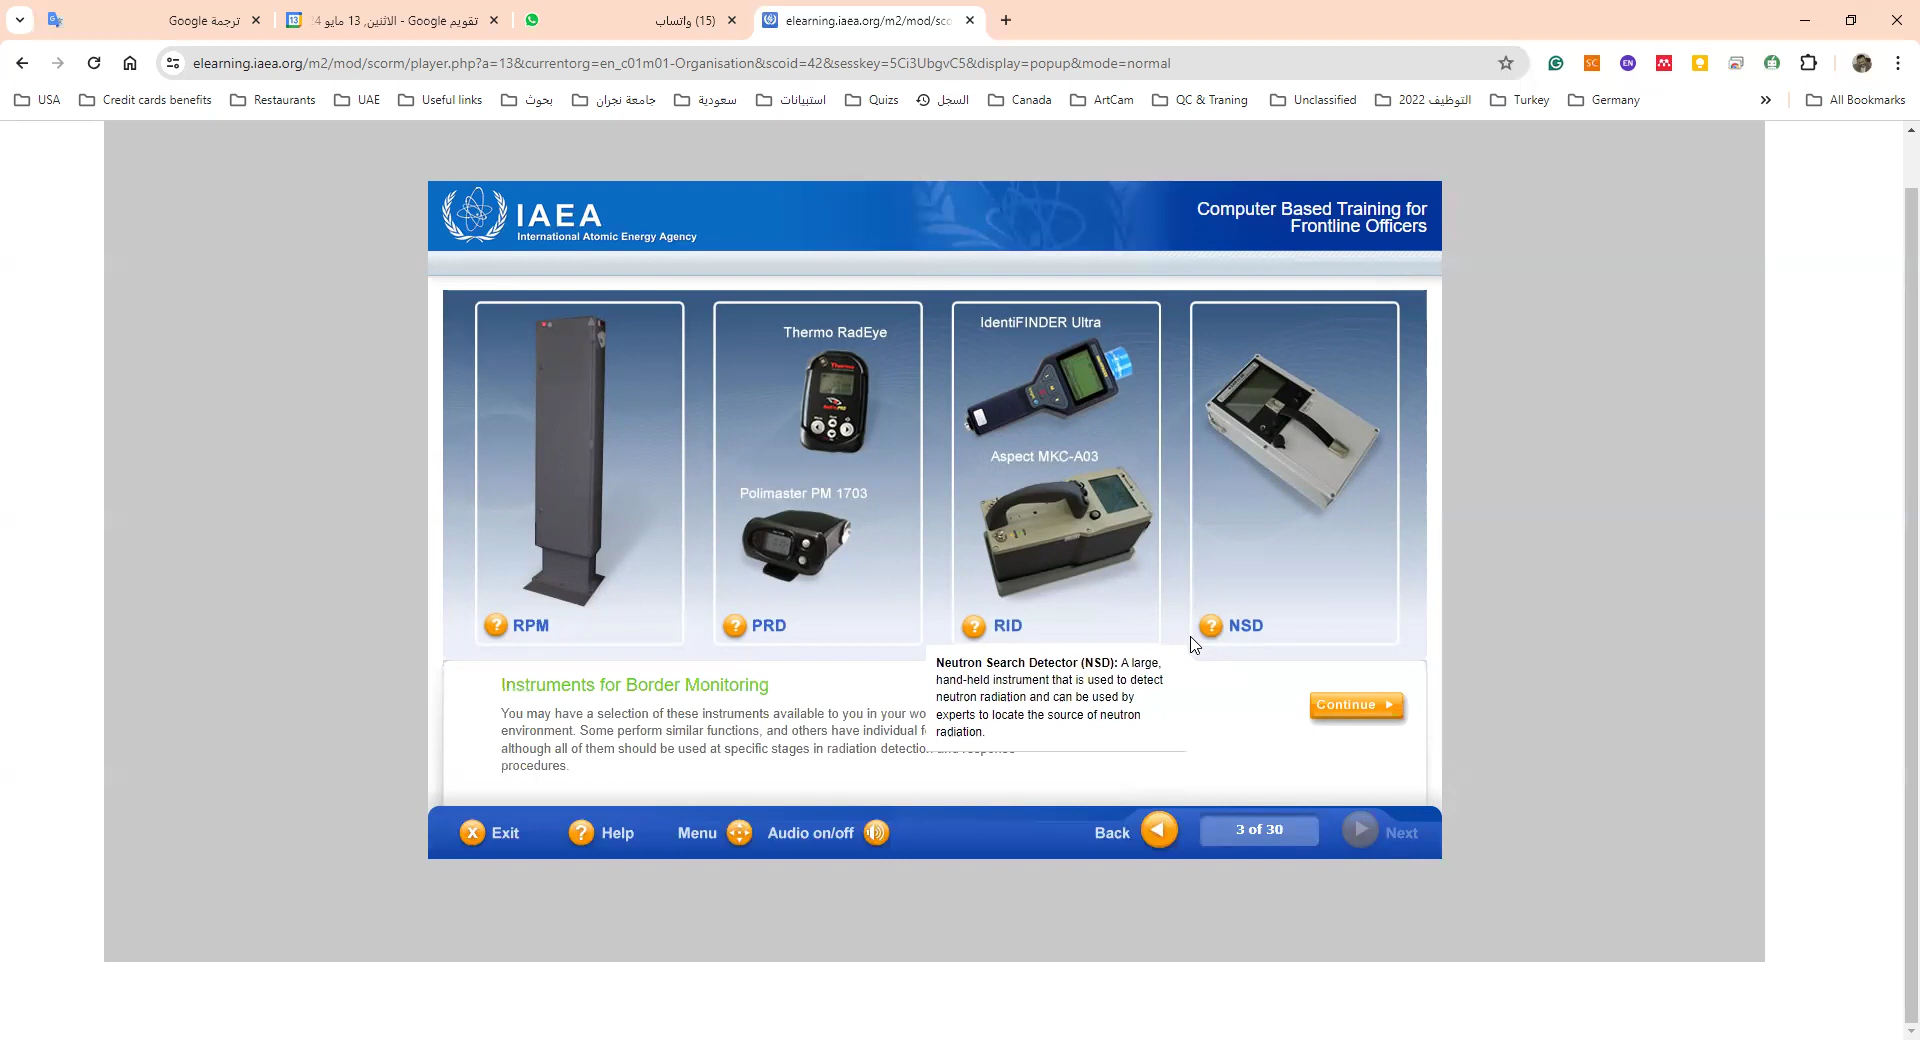 ترجمة Google
تقويم Google - الاثنين, 13 مايو 24
(15) واتساب
elearning.iaea.org/m2/mod/sco
elearning.iaea.org/m2/mod/scorm/player.php?a=13&currentorg=en_c01m01-Organisation&scoid=42&sesskey=5Ci3UbgvC5&display=popup&mode=normal
USA
Credit cards benefits
Restaurants
UAE
Useful links
بحوث
جامعة نجران
سعودية
استبيانات
Quizs
السجل
Canada
ArtCam
QC & Traning
Unclassified
التوظيف 2022
Turkey
Germany
All Bookmarks
IAEA
International Atomic Energy Agency
Computer Based Training for
Frontline Officers
Thermo RadEye
Polimaster PM 1703
IdentiFINDER Ultra
Aspect MKC-A03
RPM
PRD
RID
NSD
Instruments for Border Monitoring
You may have a selection of these instruments available to you in your
environment. Some perform similar functions, and others have individual
although all of them should be used at specific stages in radiation
procedures.
Neutron Search Detector (NSD): A large,
hand-held instrument that is used to detect
neutron radiation and can be used by
experts to locate the source of neutron
radiation.
Continue
Exit
Help
Menu
Audio on/off
Back
3 of 30
Next